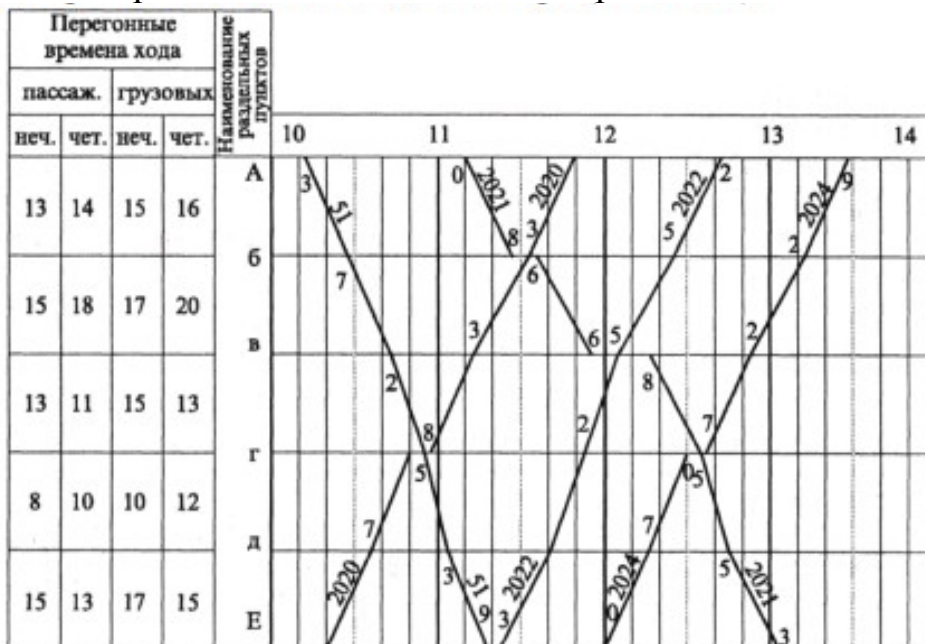 Перегонные
времена хода
Наименование
раздельных
пунктов
пассаж. грузовых
неч. чет. неч. чет.
10 11 12 13 14
А
13 14 15 16
б
15 18 17 20
в
13 11 15 13
г
8 10 10 12
д
15 13 17 15
Е
3 51 0 2021 2020 2022 2 2024 9
7 8 3 6 5 2
2 3 6 5 8 2
5 8 2 0 5 7
7 3 7 5
2020 51 9 3 2022 0 2024 2021 3